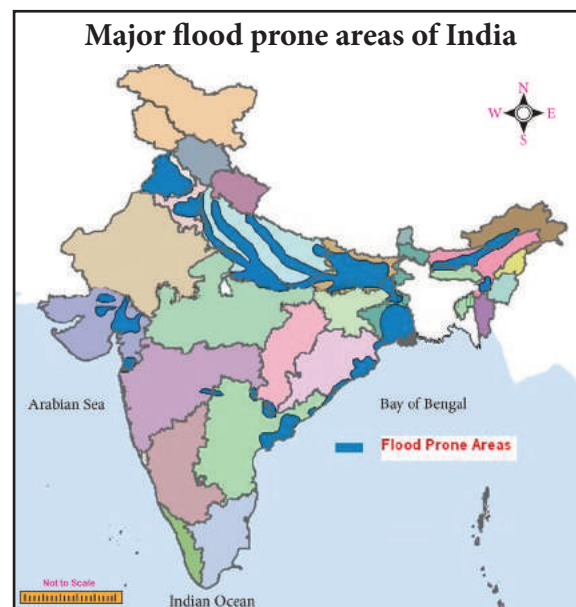 Major flood prone areas of India
N
W E
S
Arabian Sea
Bay of Bengal
Flood Prone Areas
Not to Scale
Indian Ocean